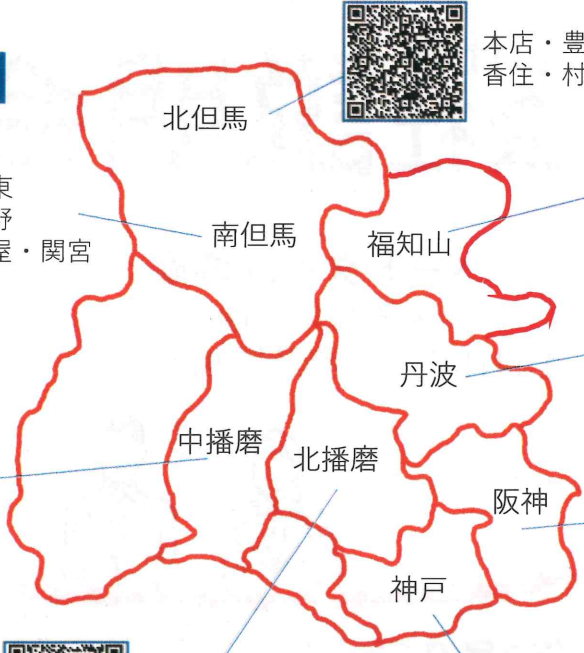 本店・豊
香住・村
北但馬
東
野
屋・関宮
南但馬
福知山
丹波
中播磨
北播磨
阪神
神戸